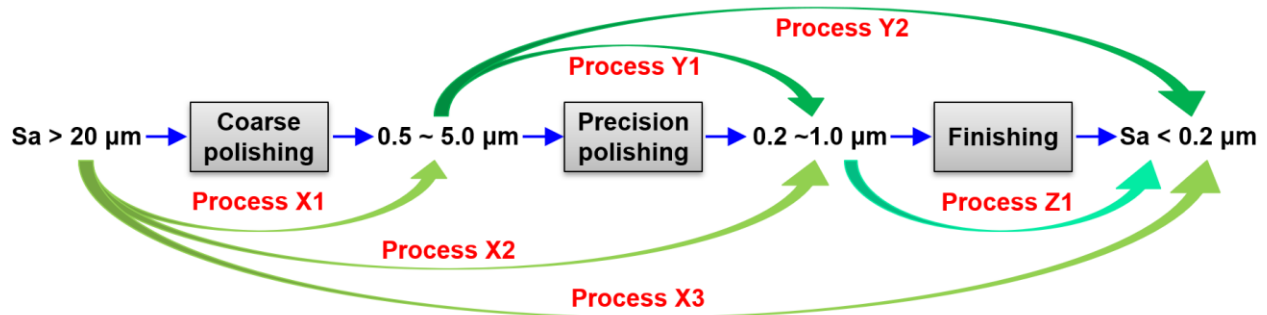 Process Y2
Process Y1
Sa > 20 μm
Coarse
polishing
0.5 ~ 5.0 μm
Precision
polishing
0.2 ~1.0 μm
Finishing
Sa < 0.2 μm
Process X1
Process Z1
Process X2
Process X3